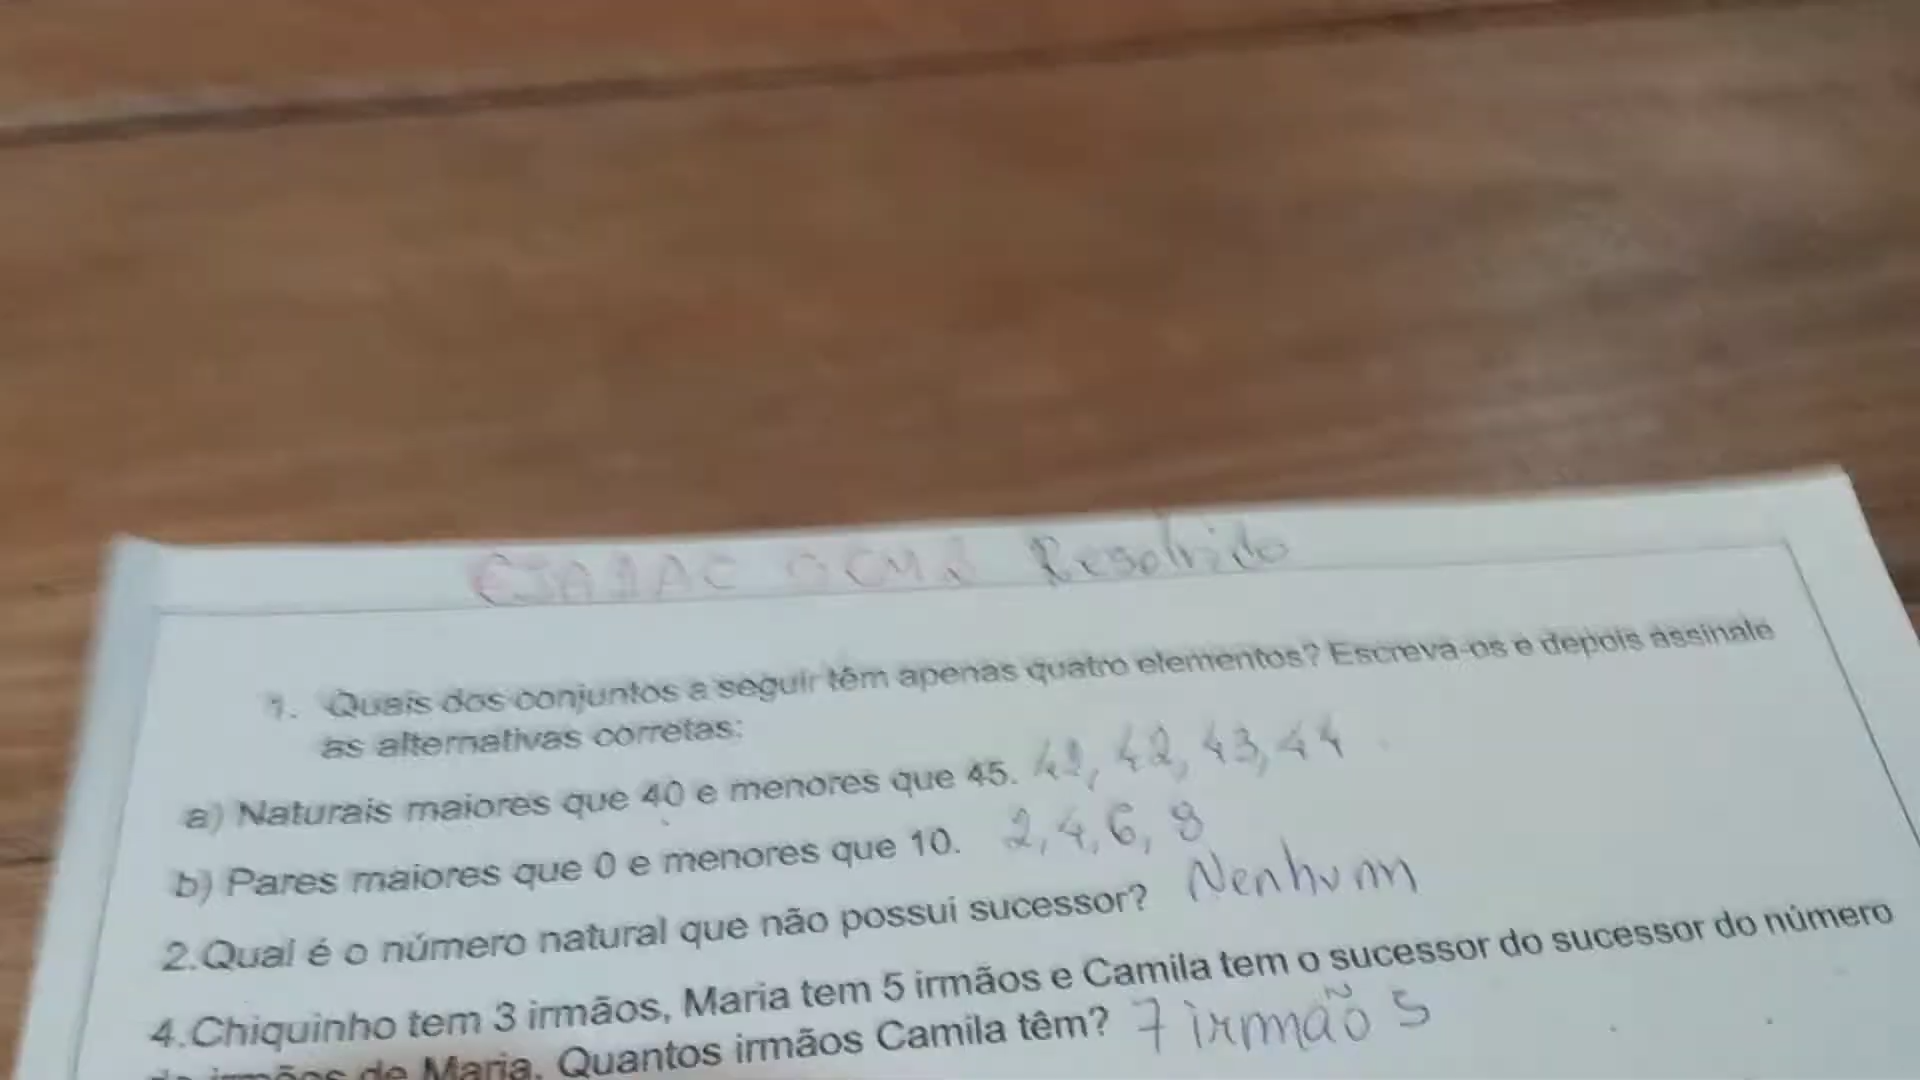 Resolvido
1. Quais dos conjuntos a seguir têm apenas quatro elementos? Escreva-os e depois assinale
as alternativas corretas:
a) Naturais maiores que 40 e menores que 45. 41, 42, 43, 44
b) Pares maiores que 0 e menores que 10. 2, 4, 6, 8
2.Qual é o número natural que não possui sucessor? Nenhum
4.Chiquinho tem 3 irmãos, Maria tem 5 irmãos e Camila tem o sucessor do sucessor do número
de irmãos de Maria. Quantos irmãos Camila têm? 7 irmãos